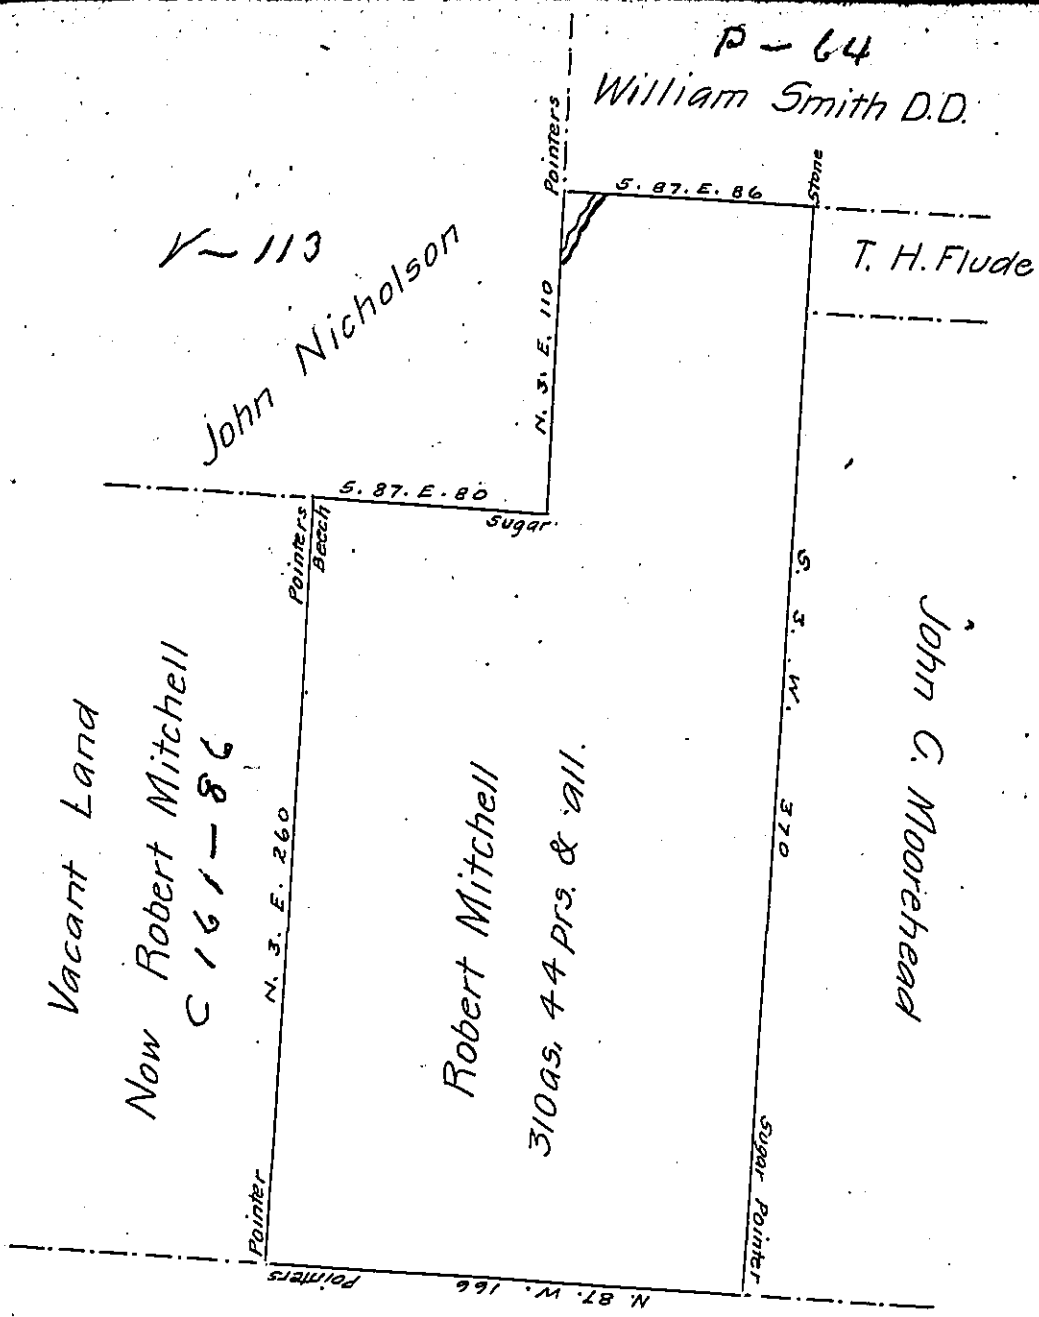 P-64
William Smith D.D.
Pointers
S. 87. E. 86
Stone
T. H. Flude
V-113
John Nicholson
N. 3. E. 110
S. 87. E. 80
Sugar
Pointers
Beech
S. 3. W. 370
John C. Moorehead
Vacant Land
Now Robert Mitchell
C 161-86
N. 3. E. 260
Robert Mitchell
310 as. 44 prs. & all.
Pointer
Pointers
N. 87. W. 166
Sugar Pointer